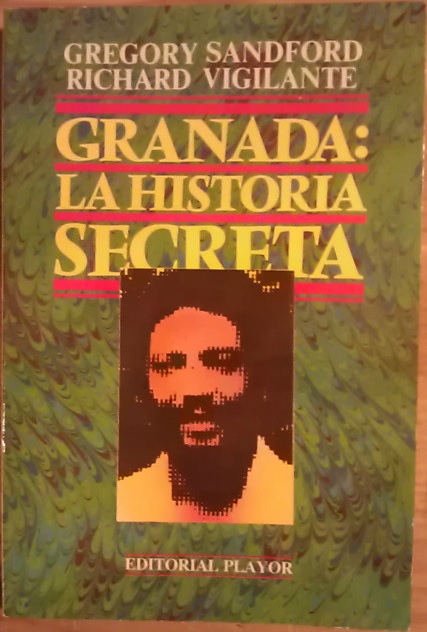 GREGORY SANDFORD
RICHARD VIGILANTE
GRANADA:
LA HISTORIA
SECRETA
EDITORIAL PLAYOR